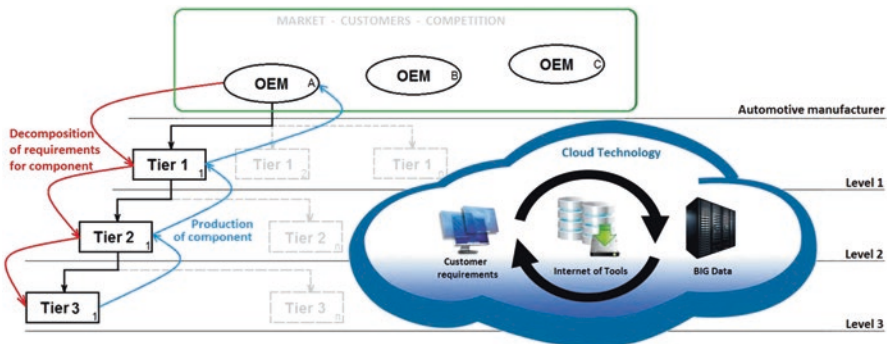 MARKET - CUSTOMERS - COMPETITION
OEM A
OEM B
OEM C
Automotive manufacturer
Decomposition
of requirements
for component
Tier 1 1
Tier 1 2
Tier 1
Cloud Technology
Level 1
Production
of component
Tier 2 1
Tier 2
Customer
requirements
Internet of Tools
BIG Data
Level 2
Tier 3 1
Tier 3
Level 3